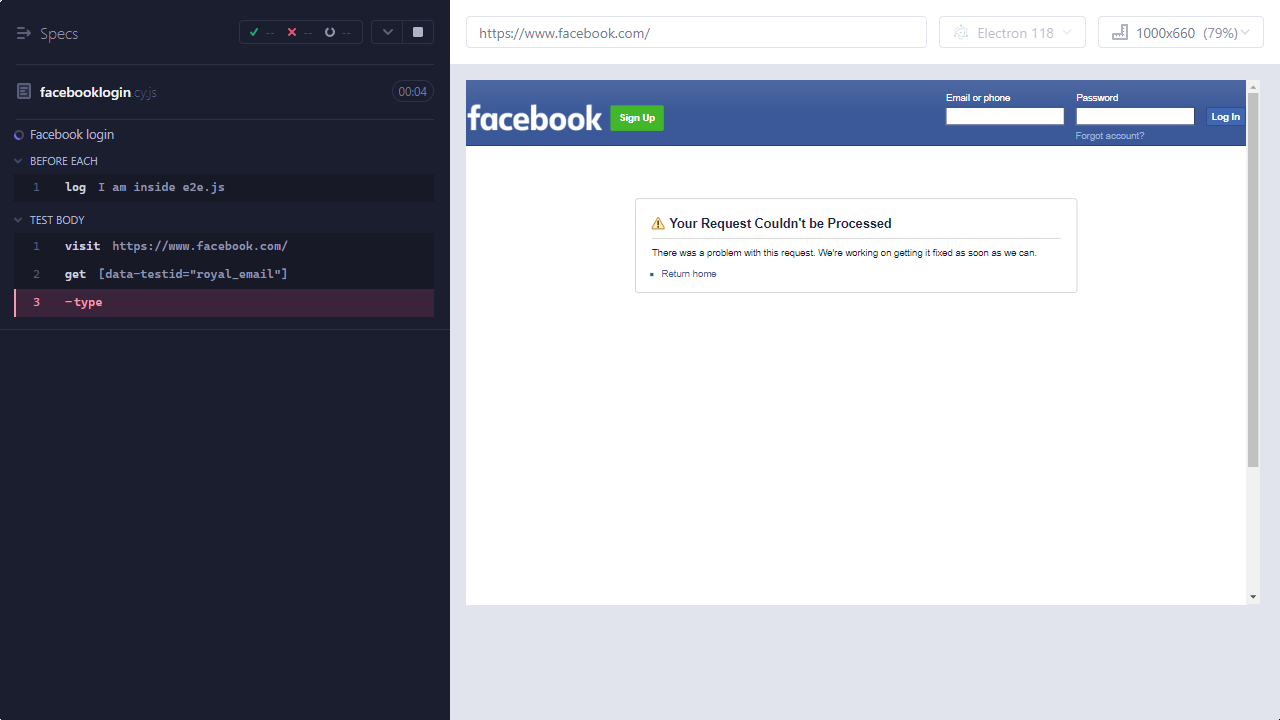 Specs
-- -- --
facebooklogin.cy.js
00:04
Facebook login
BEFORE EACH
1 log I am inside e2e.js
TEST BODY
1 visit https://www.facebook.com/
2 get [data-testid="royal_email"]
3 -type
https://www.facebook.com/
Electron 118
1000x660 (79%)
facebook
Sign Up
Email or phone
Password
Log In
Forgot account?
Your Request Couldn't be Processed
There was a problem with this request. We're working on getting it fixed as soon as we can.
Return home